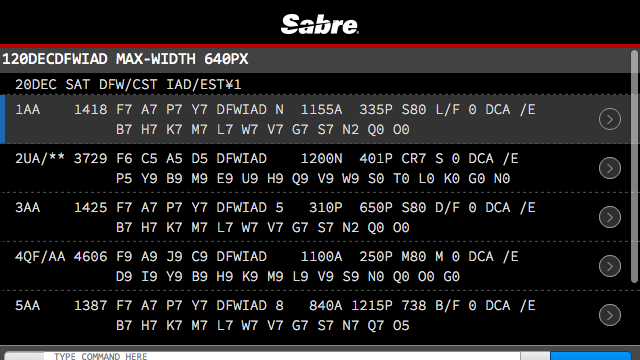 Sabre
120DECDFWIAD MAX-WIDTH 640PX
20DEC SAT DFW/CST IAD/EST¥1
1AA 1418 F7 A7 P7 Y7 DFWIAD N 1155A 335P S80 L/F 0 DCA /E
B7 H7 K7 M7 L7 W7 V7 G7 S7 N2 Q0 O0
2UA/** 3729 F6 C5 A5 D5 DFWIAD 1200N 401P CR7 S 0 DCA /E
P5 Y9 B9 M9 E9 U9 H9 Q9 V9 W9 S0 T0 L0 K0 G0 N0
3AA 1425 F7 A7 P7 Y7 DFWIAD 5 310P 650P S80 D/F 0 DCA /E
B7 H7 K7 M7 L7 W7 V7 G7 S7 N2 Q0 O0
4QF/AA 4606 F9 A9 J9 C9 DFWIAD 1100A 250P M80 M 0 DCA /E
D9 I9 Y9 B9 H9 K9 M9 L9 V9 S9 N0 Q0 O0 G0
5AA 1387 F7 A7 P7 Y7 DFWIAD 8 840A 1215P 738 B/F 0 DCA /E
B7 H7 K7 M7 L7 W7 V7 G7 S7 N7 Q7 O5
TYPE COMMAND HERE